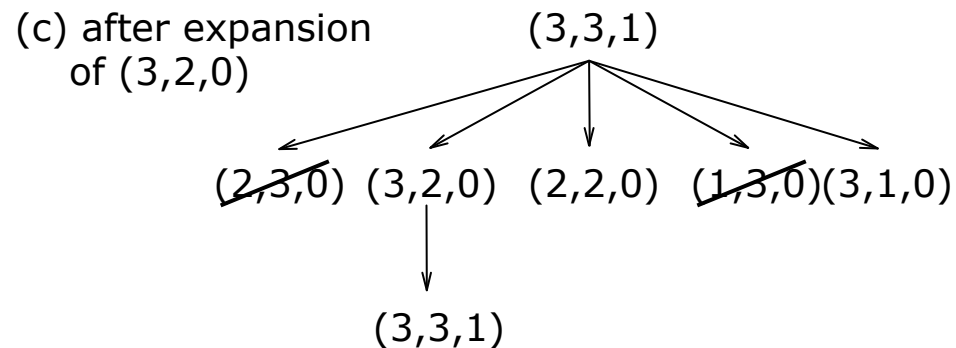 (c) after expansion
of (3,2,0)
(3,3,1)
(2,3,0) (3,2,0) (2,2,0) (1,3,0)(3,1,0)
(3,3,1)